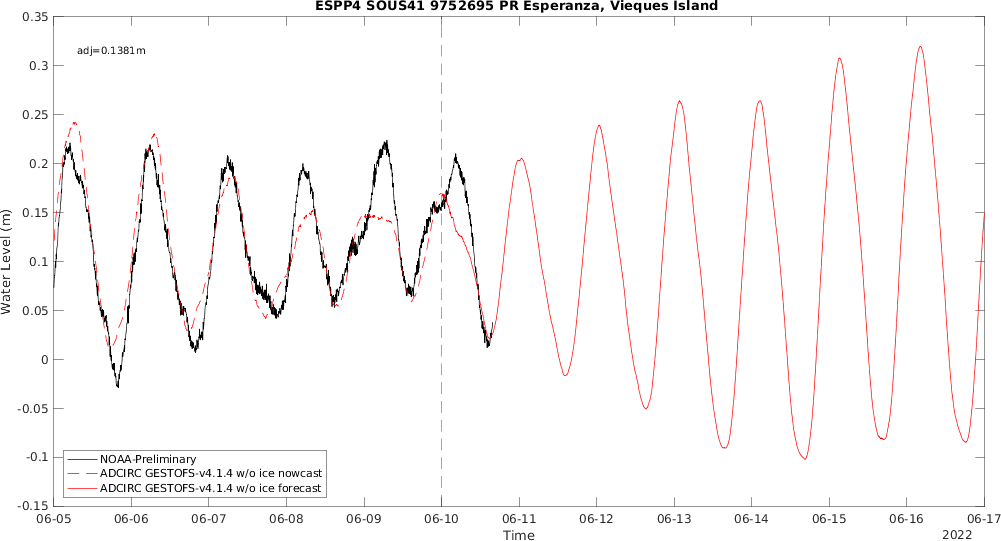 ESPP4 SOUS41 9752695 PR Esperanza, Vieques Island
adj=0.1381m
Water Level (m)
0.35
0.3
0.25
0.2
0.15
0.1
0.05
0
-0.05
-0.1
-0.15
NOAA-Preliminary
ADCIRC GESTOFS-v4.1.4 w/o ice nowcast
ADCIRC GESTOFS-v4.1.4 w/o ice forecast
06-05 06-06 06-07 06-08 06-09 06-10 06-11 06-12 06-13 06-14 06-15 06-16 06-17
Time
2022